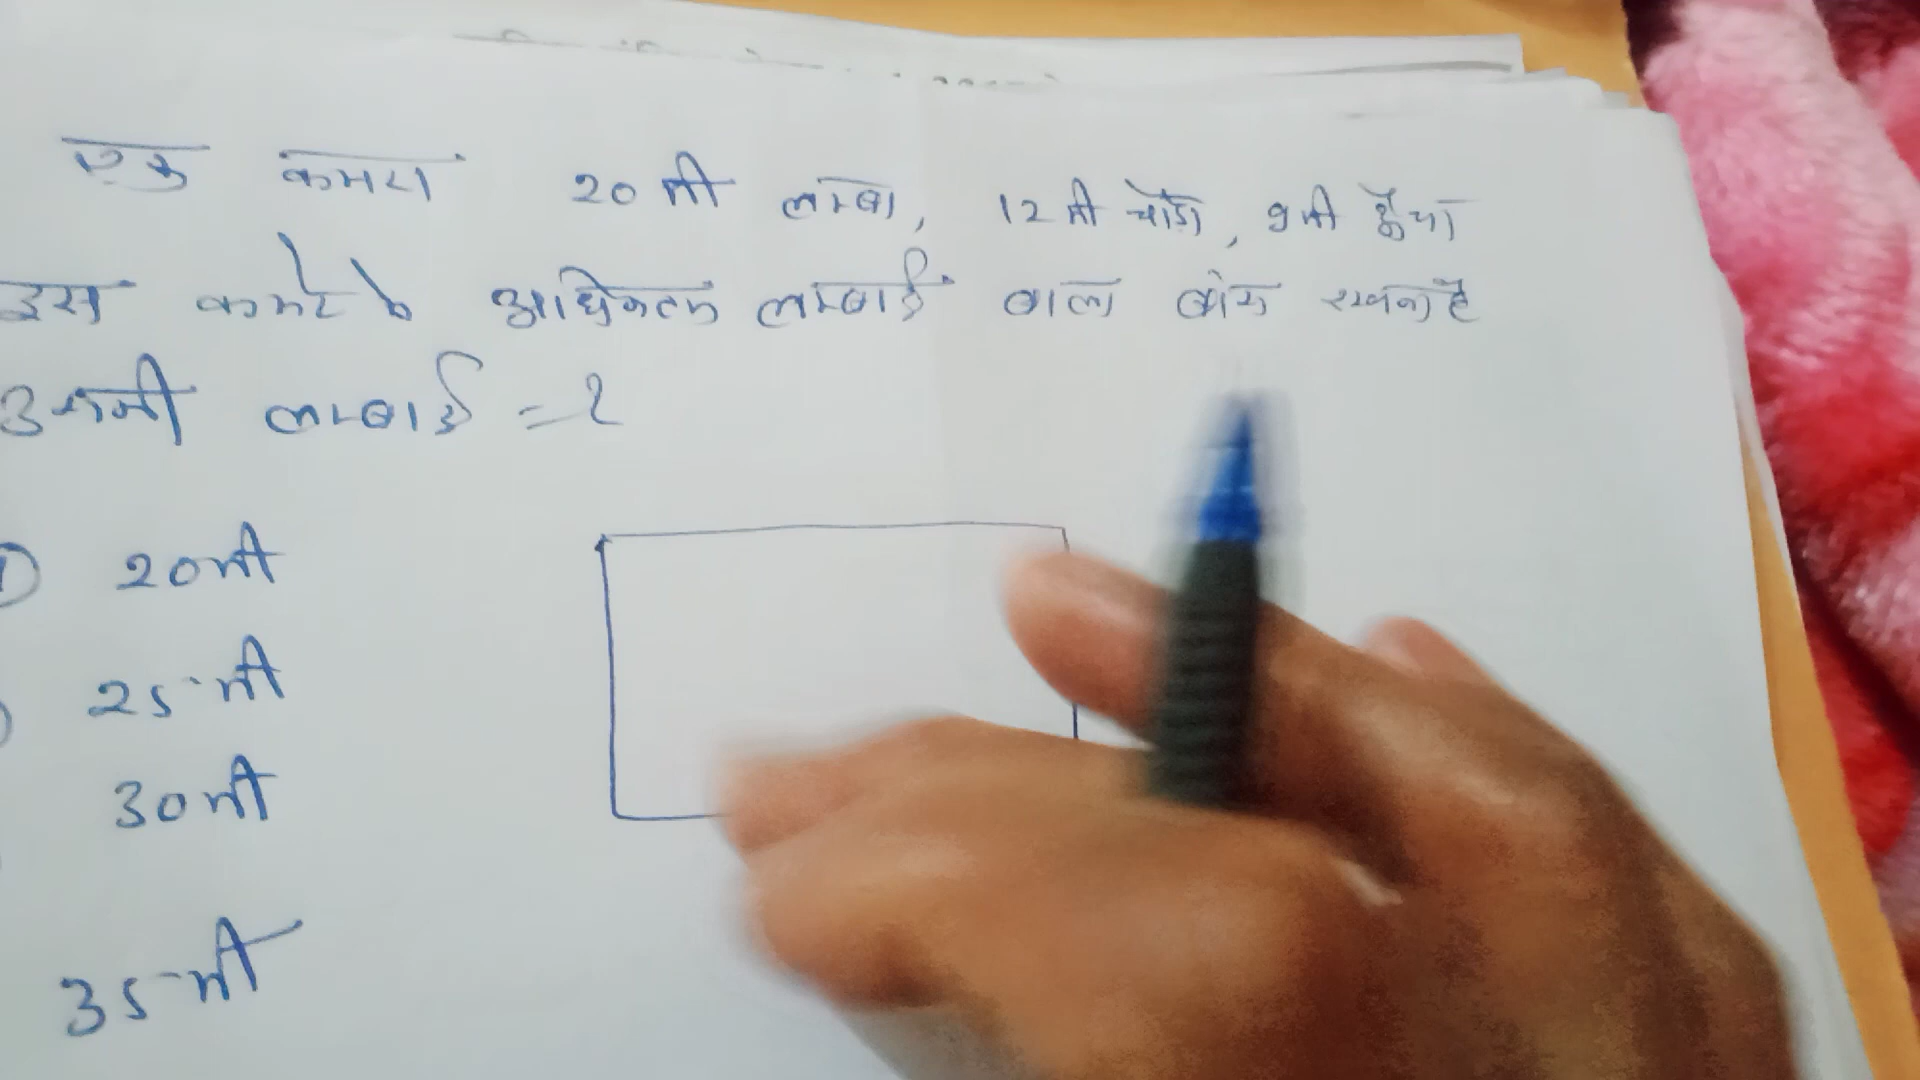 एक कमरा 20 मी लम्बा, 12 मी चौड़ा, 9 मी ऊँचा
इस कमरे के अधिकतम लम्बाई वाला बाँस रखना है
उसकी लम्बाई = ?
20 मी
25 मी
30 मी
35 मी